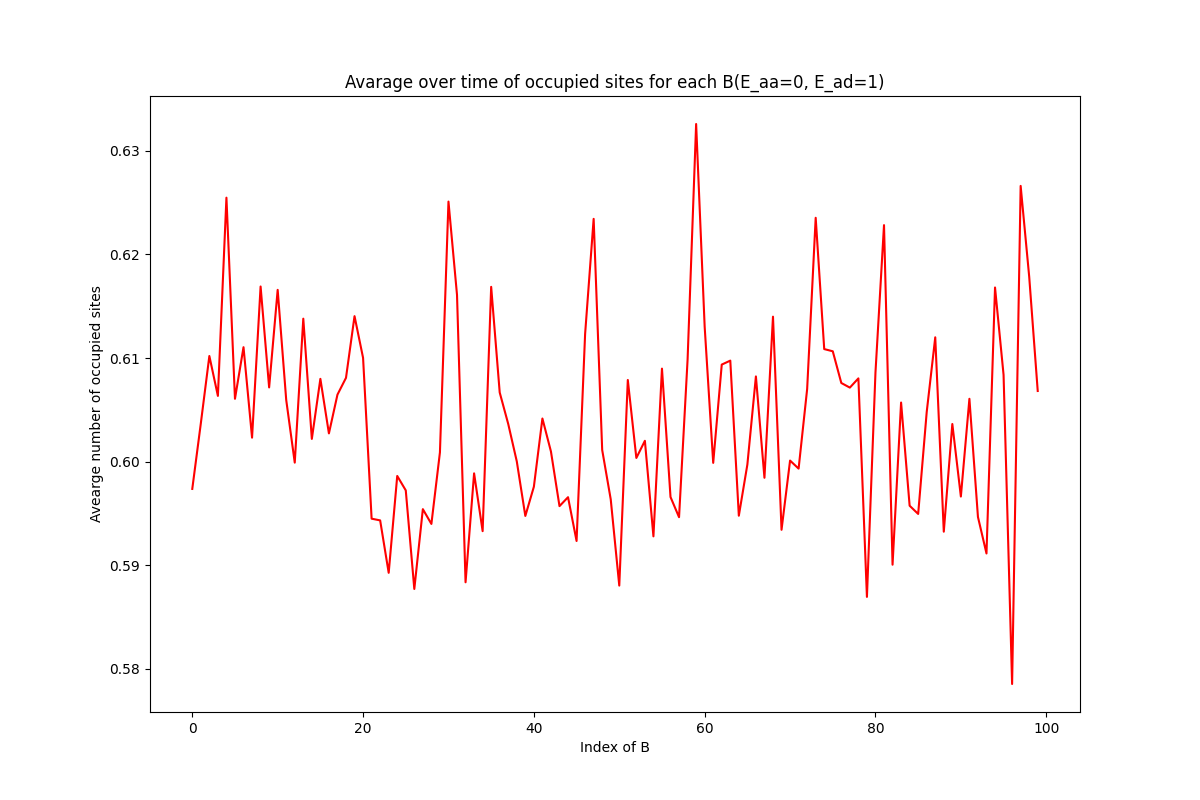 Avarage over time of occupied sites for each B(E_aa=0, E_ad=1)
0.63
0.62
0.61
0.60
0.59
0.58
Avearge number of occupied sites
0 20 40 60 80 100
Index of B